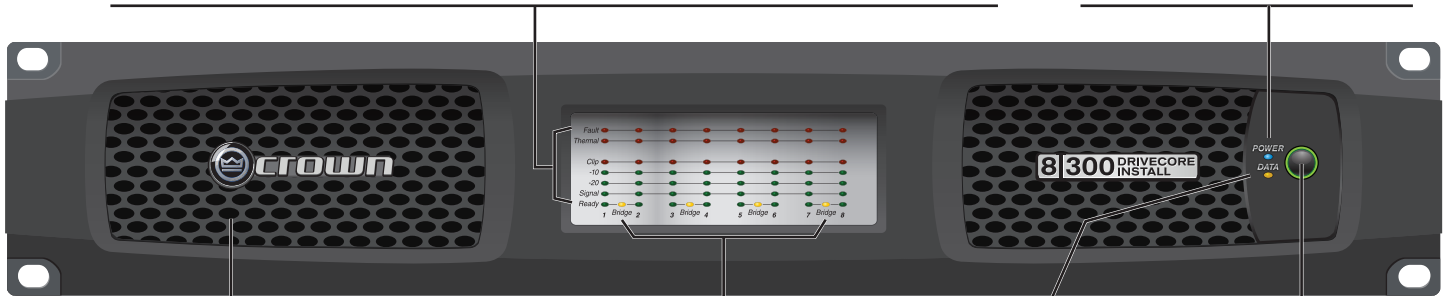 Fault
Thermal
Clip
-10
-20
Signal
Ready
1 Bridge 2 3 Bridge 4 5 Bridge 6 7 Bridge 8
crown
8 300 DRIVECORE
INSTALL
POWER
DATA